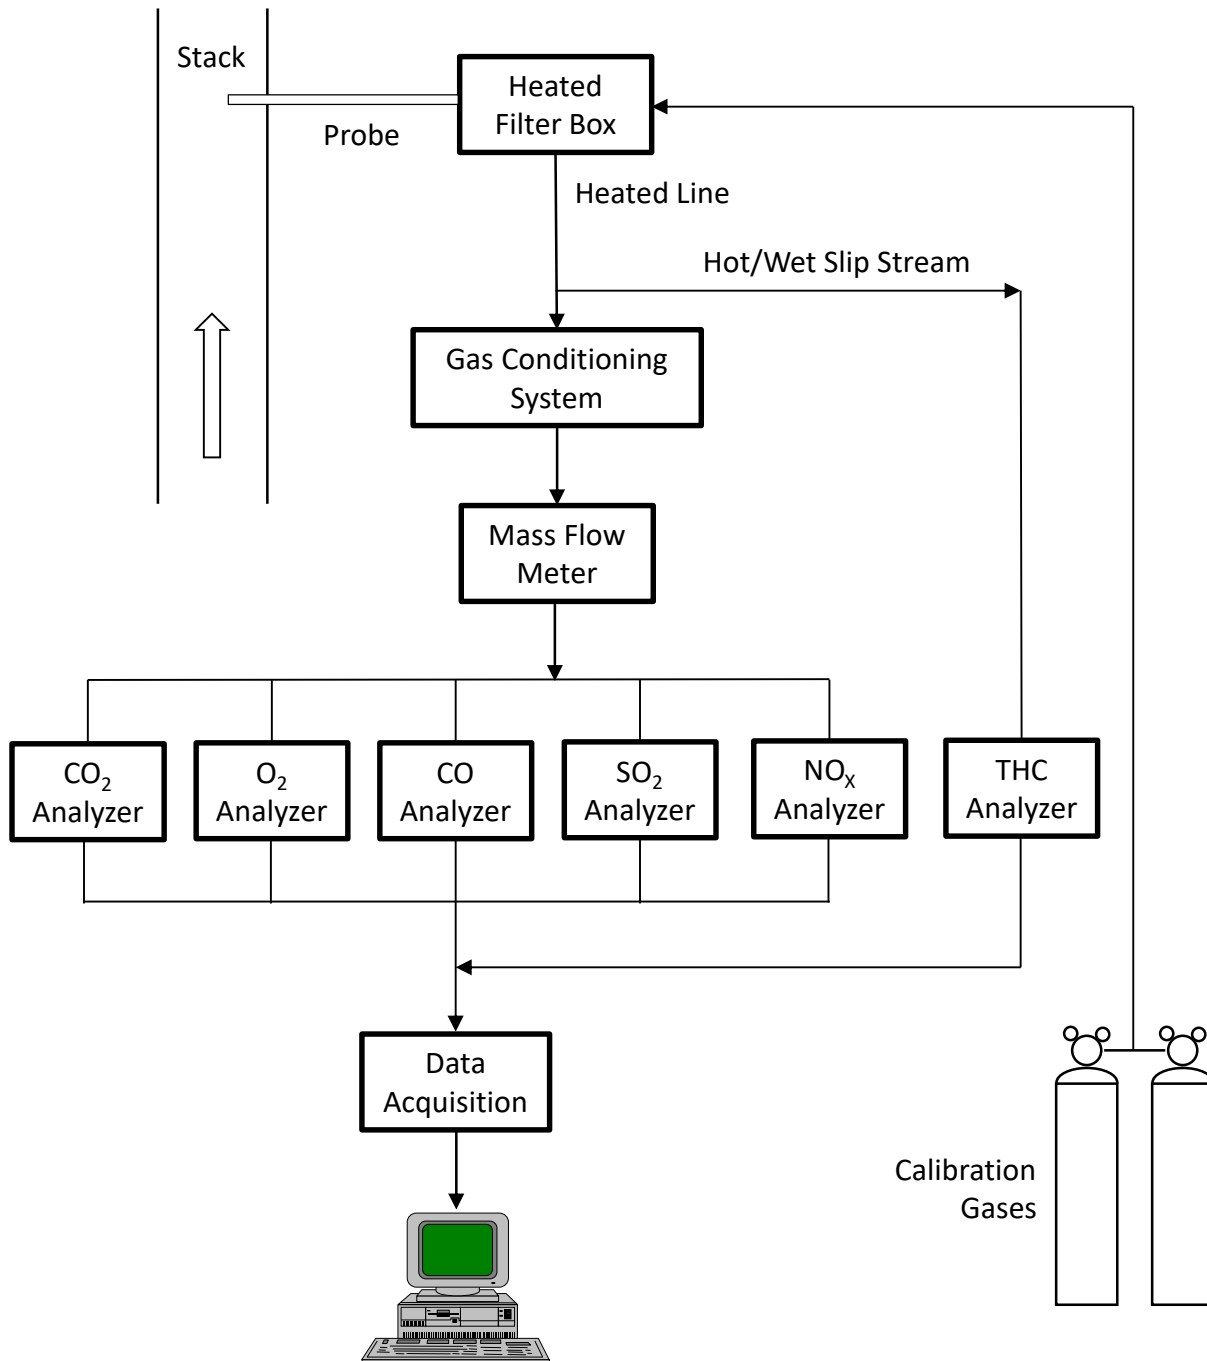 Stack
Heated
Filter Box
Probe
Heated Line
Hot/Wet Slip Stream
Gas Conditioning
System
Mass Flow
Meter
CO₂
Analyzer
O₂
Analyzer
CO
Analyzer
SO₂
Analyzer
NOₓ
Analyzer
THC
Analyzer
Data
Acquisition
Calibration
Gases